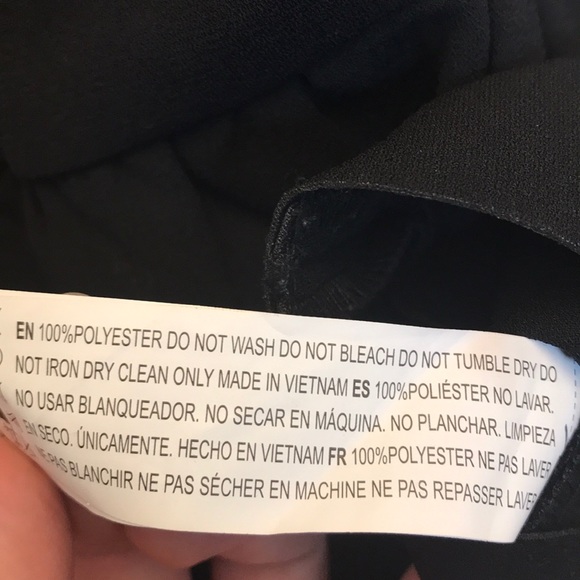 EN 100%POLYESTER DO NOT WASH DO NOT BLEACH DO NOT TUMBLE DRY DO
NOT IRON DRY CLEAN ONLY MADE IN VIETNAM ES 100%POLIÉSTER NO LAVAR.
NO USAR BLANQUEADOR. NO SECAR EN MÁQUINA. NO PLANCHAR. LIMPIEZA
EN SECO. ÚNICAMENTE. HECHO EN VIETNAM FR 100%POLYESTER NE PAS LAVER
NE PAS BLANCHIR NE PAS SÉCHER EN MACHINE NE PAS REPASSER LAVER